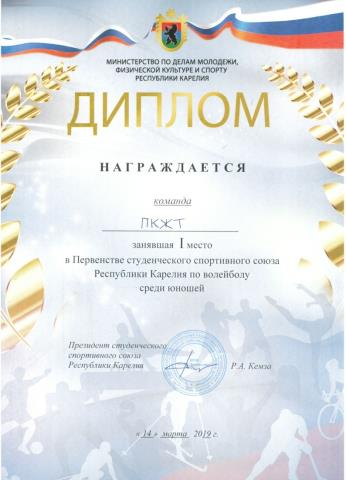 МИНИСТЕРСТВО ПО ДЕЛАМ МОЛОДЕЖИ,
ФИЗИЧЕСКОЙ КУЛЬТУРЕ И СПОРТУ
РЕСПУБЛИКИ КАРЕЛИЯ
ДИПЛОМ
НАГРАЖДАЕТСЯ
команда
ПКЖТ
занявшая I место
в Первенстве студенческого спортивного союза
Республики Карелия по волейболу
среди юношей
Президент студенческого
спортивного союза
Республики Карелия
Р.А. Кемза
« 14 » марта 2019 г.